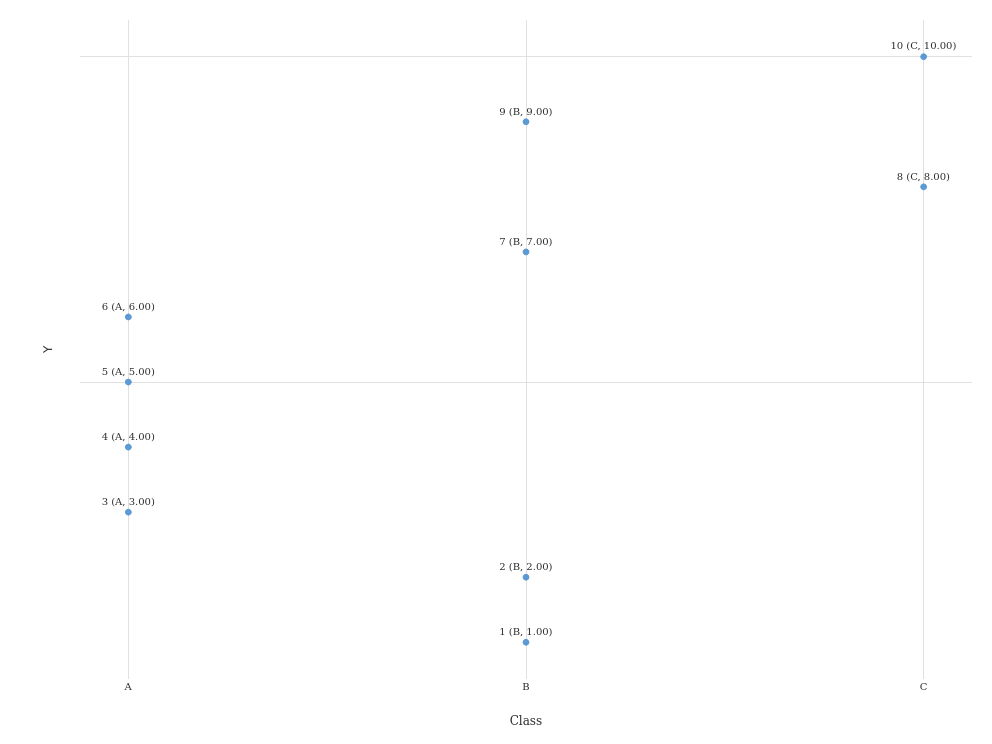 10 (C, 10.00)
9 (B, 9.00)
8 (C, 8.00)
7 (B, 7.00)
6 (A, 6.00)
Y
5 (A, 5.00)
4 (A, 4.00)
3 (A, 3.00)
2 (B, 2.00)
1 (B, 1.00)
A B C
Class